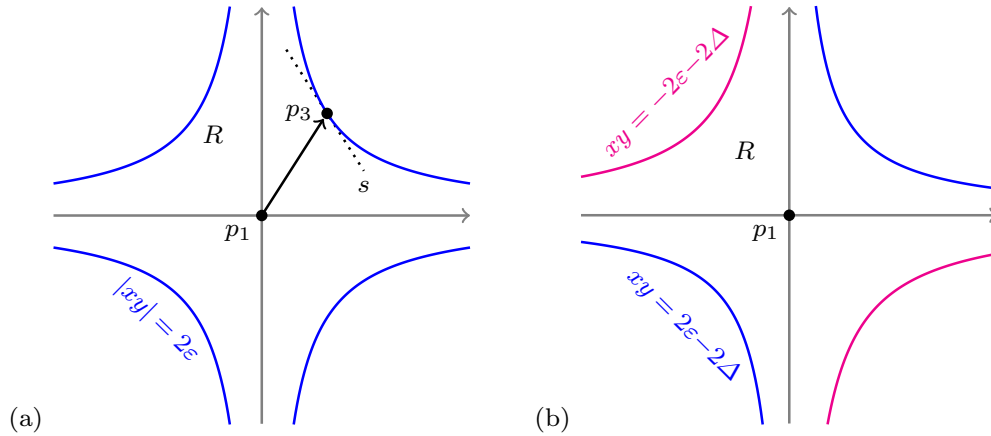 p₃
R
s
p₁
|xy| = 2ε
(a)
xy = −2ε−2Δ
R
p₁
xy = 2ε−2Δ
(b)